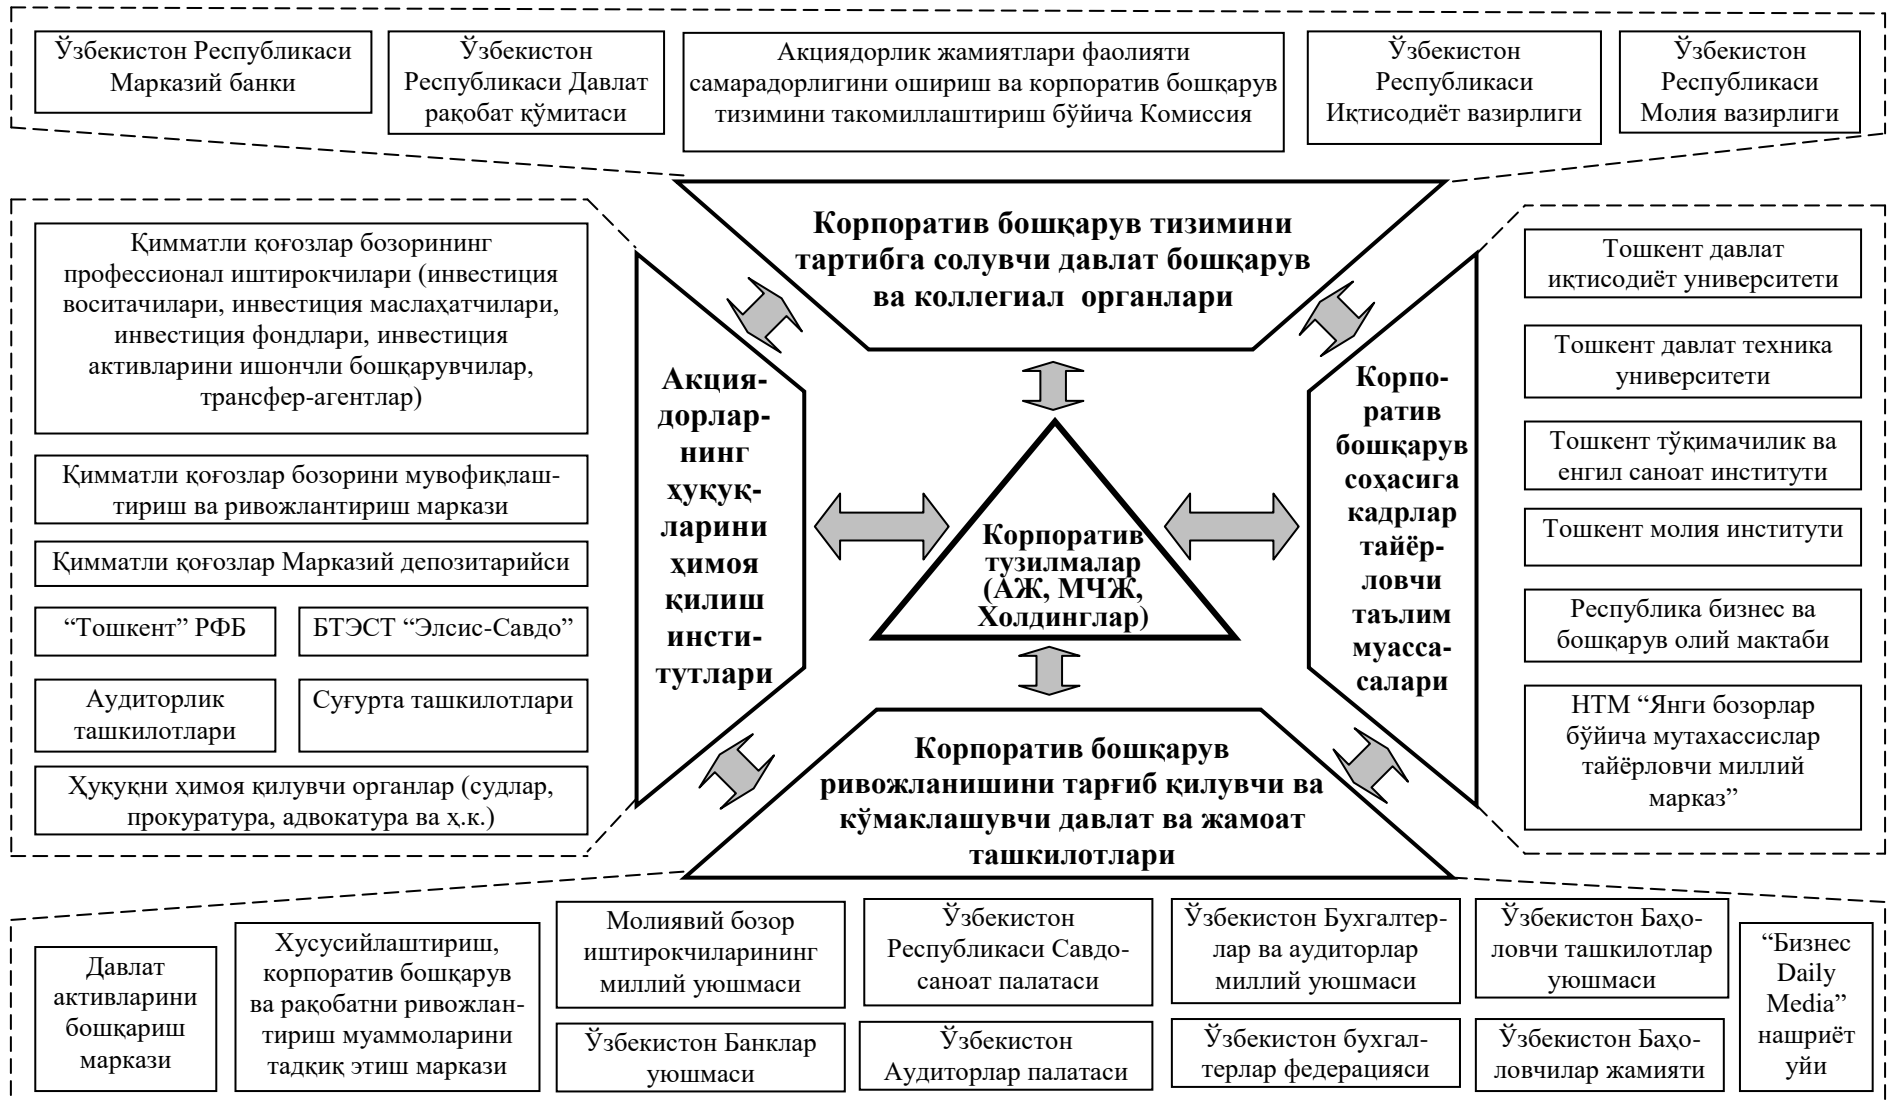 Ўзбекистон Республикаси
Марказий банки
Ўзбекистон
Республикаси Давлат
рақобат қўмитаси
Акциядорлик жамиятлари фаолияти
самарадорлигини ошириш ва корпоратив бошқарув
тизимини такомиллаштириш бўйича Комиссия
Ўзбекистон
Республикаси
Иқтисодиёт вазирлиги
Ўзбекистон
Республикаси
Молия вазирлиги
Корпоратив бошқарув тизимини
тартибга солувчи давлат бошқарув
ва коллегиал органлари
Қимматли қоғозлар бозорининг
профессионал иштирокчилари (инвестиция
воситачилари, инвестиция маслаҳатчилари,
инвестиция фондлари, инвестиция
активларини ишончли бошқарувчилар,
трансфер-агентлар)
Қимматли қоғозлар бозорини мувофиқлаш-
тириш ва ривожлантириш маркази
Қимматли қоғозлар Марказий депозитарийси
“Тошкент” РФБ
БТЭСТ “Элсис-Савдо”
Аудиторлик
ташкилотлари
Суғурта ташкилотлари
Ҳуқуқни ҳимоя қилувчи органлар (судлар,
прокуратура, адвокатура ва ҳ.к.)
Акция-
дорлар-
нинг
ҳуқуқ-
ларини
ҳимоя
қилиш
инсти-
тутлари
Корпоратив
тузилмалар
(АЖ, МЧЖ,
Холдинглар)
Корпо-
ратив
бошқарув
соҳасига
кадрлар
тайёр-
ловчи
таълим
муасса-
салари
Тошкент давлат
иқтисодиёт университети
Тошкент давлат техника
университети
Тошкент тўқимачилик ва
енгил саноат институти
Тошкент молия институти
Республика бизнес ва
бошқарув олий мактаби
НТМ “Янги бозорлар
бўйича мутахассислар
тайёрловчи миллий
марказ”
Корпоратив бошқарув
ривожланишини тарғиб қилувчи ва
кўмаклашувчи давлат ва жамоат
ташкилотлари
Давлат
активларини
бошқариш
маркази
Хусусийлаштириш,
корпоратив бошқарув
ва рақобатни ривожлан-
тириш муаммоларини
тадқиқ этиш маркази
Молиявий бозор
иштирокчиларининг
миллий уюшмаси
Ўзбекистон Банклар
уюшмаси
Ўзбекистон
Республикаси Савдо-
саноат палатаси
Ўзбекистон
Аудиторлар палатаси
Ўзбекистон Бухгалтер-
лар ва аудиторлар
миллий уюшмаси
Ўзбекистон бухгал-
терлар федерацияси
Ўзбекистон Баҳо-
ловчи ташкилотлар
уюшмаси
Ўзбекистон Баҳо-
ловчилар жамияти
“Бизнес
Daily
Media”
нашриёт
уйи